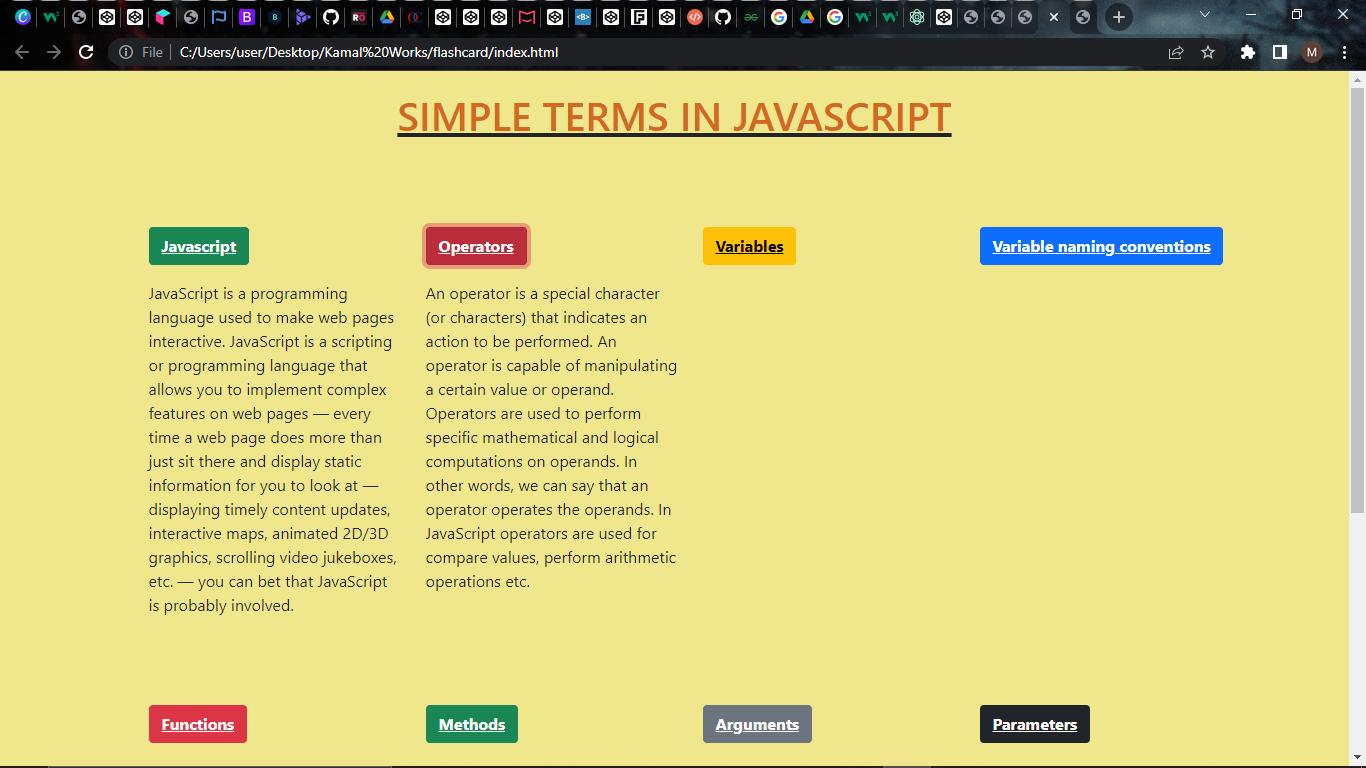 File
C:/Users/user/Desktop/Kamal%20Works/flashcard/index.html
M
SIMPLE TERMS IN JAVASCRIPT
Javascript
Operators
Variables
Variable naming conventions
JavaScript is a programming
language used to make web pages
interactive. JavaScript is a scripting
or programming language that
allows you to implement complex
features on web pages — every
time a web page does more than
just sit there and display static
information for you to look at —
displaying timely content updates,
interactive maps, animated 2D/3D
graphics, scrolling video jukeboxes,
etc. — you can bet that JavaScript
is probably involved.
An operator is a special character
(or characters) that indicates an
action to be performed. An
operator is capable of manipulating
a certain value or operand.
Operators are used to perform
specific mathematical and logical
computations on operands. In
other words, we can say that an
operator operates the operands. In
JavaScript operators are used for
compare values, perform arithmetic
operations etc.
Functions
Methods
Arguments
Parameters